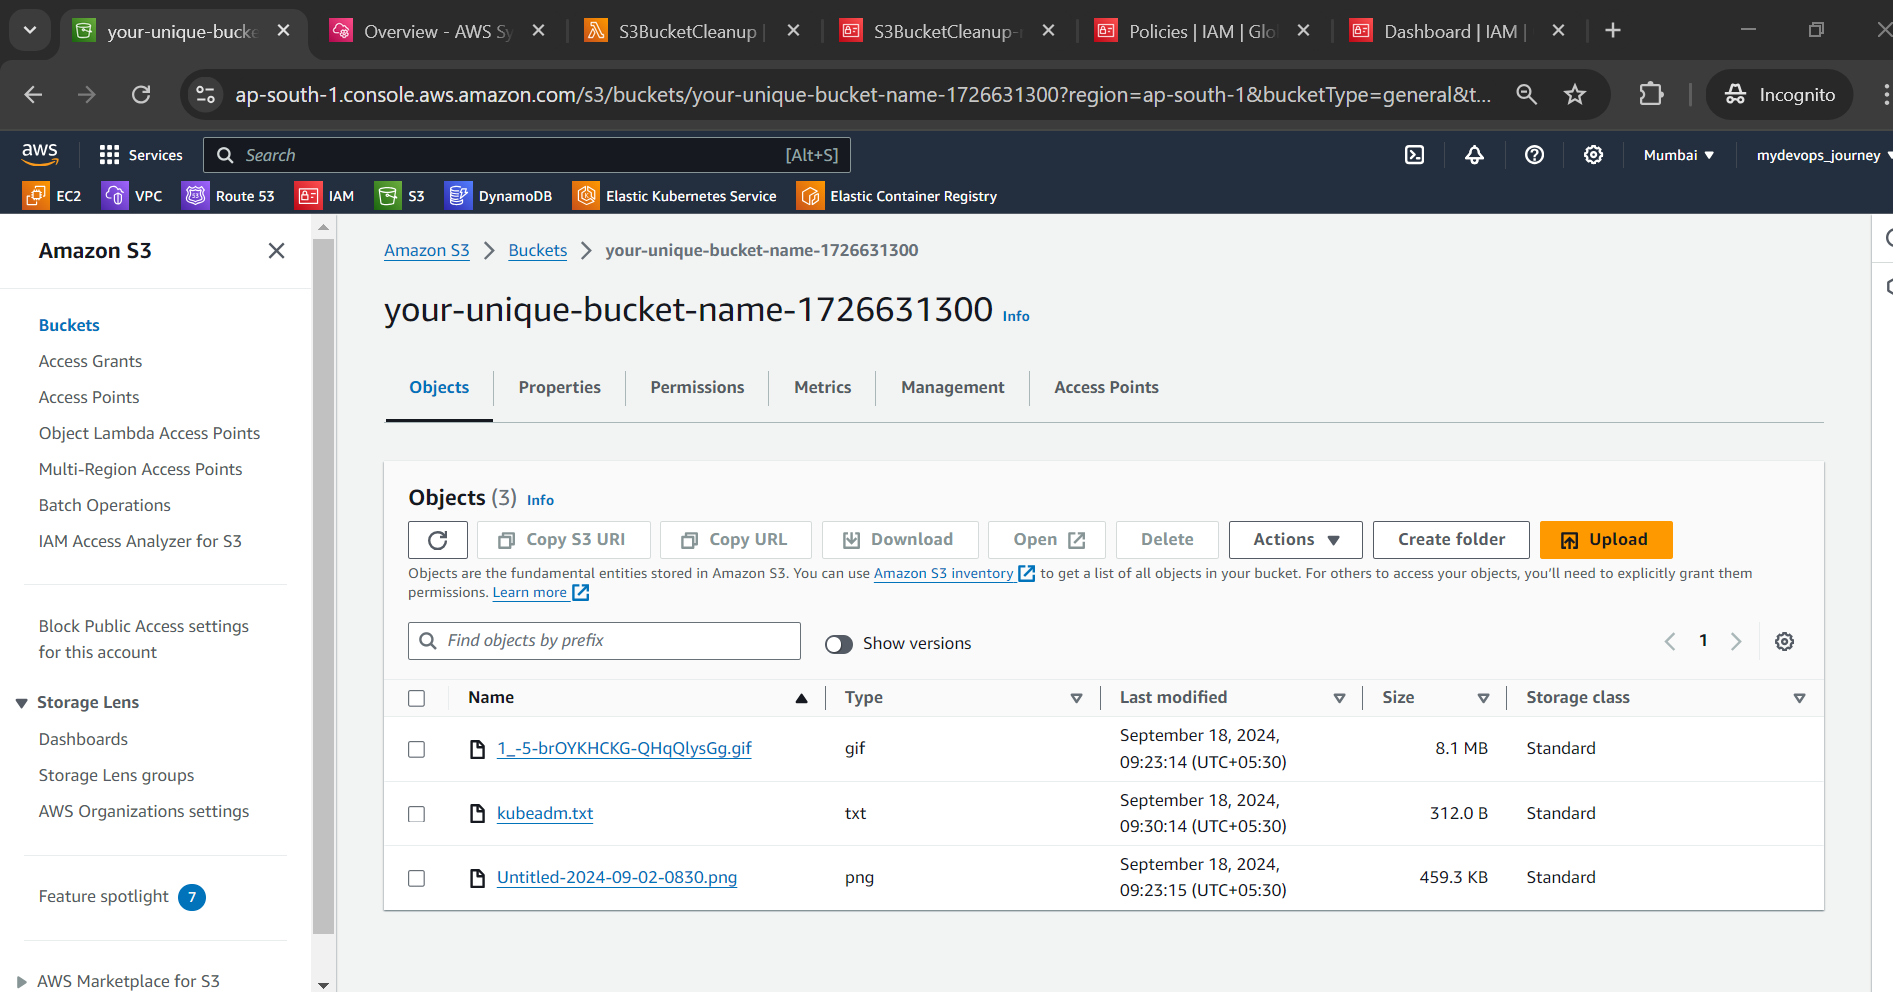 your-unique-bucke
Overview - AWS Sy
S3BucketCleanup |
S3BucketCleanup-r
Policies | IAM | Glo
Dashboard | IAM |
ap-south-1.console.aws.amazon.com/s3/buckets/your-unique-bucket-name-1726631300?region=ap-south-1&bucketType=general&t...
Incognito
aws
Services
Search
[Alt+S]
Mumbai
mydevops_journey
EC2
VPC
Route 53
IAM
S3
DynamoDB
Elastic Kubernetes Service
Elastic Container Registry
Amazon S3
Buckets
Access Grants
Access Points
Object Lambda Access Points
Multi-Region Access Points
Batch Operations
IAM Access Analyzer for S3
Block Public Access settings
for this account
Storage Lens
Dashboards
Storage Lens groups
AWS Organizations settings
Feature spotlight 7
AWS Marketplace for S3
Amazon S3 > Buckets > your-unique-bucket-name-1726631300
your-unique-bucket-name-1726631300 Info
Objects
Properties
Permissions
Metrics
Management
Access Points
Objects (3) Info
Copy S3 URI
Copy URL
Download
Open
Delete
Actions
Create folder
Upload
Objects are the fundamental entities stored in Amazon S3. You can use Amazon S3 inventory to get a list of all objects in your bucket. For others to access your objects, you'll need to explicitly grant them
permissions. Learn more
Find objects by prefix
Show versions
1
Name
Type
Last modified
Size
Storage class
1_-5-brOYKHCKG-QHqQlysGg.gif
gif
September 18, 2024,
09:23:14 (UTC+05:30)
8.1 MB
Standard
kubeadm.txt
txt
September 18, 2024,
09:30:14 (UTC+05:30)
312.0 B
Standard
Untitled-2024-09-02-0830.png
png
September 18, 2024,
09:23:15 (UTC+05:30)
459.3 KB
Standard